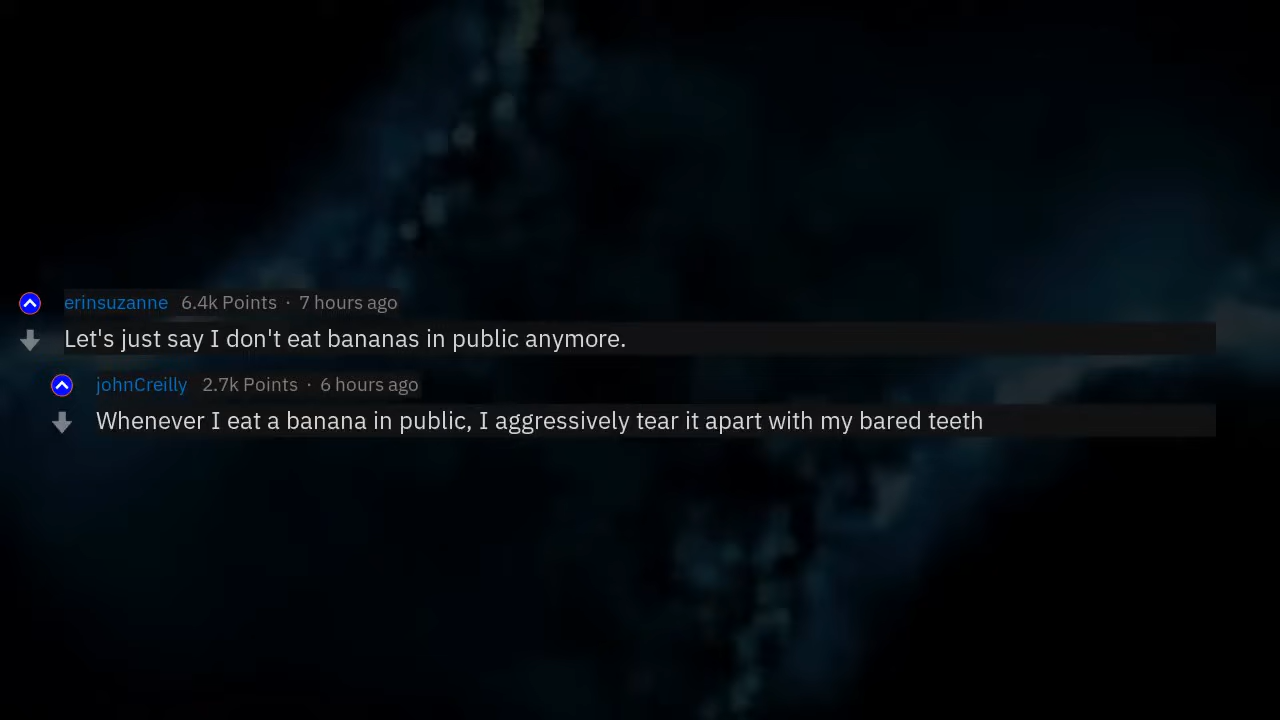 erinsuzanne 6.4k Points · 7 hours ago
Let's just say I don't eat bananas in public anymore.
johnCreilly 2.7k Points · 6 hours ago
Whenever I eat a banana in public, I aggressively tear it apart with my bared teeth